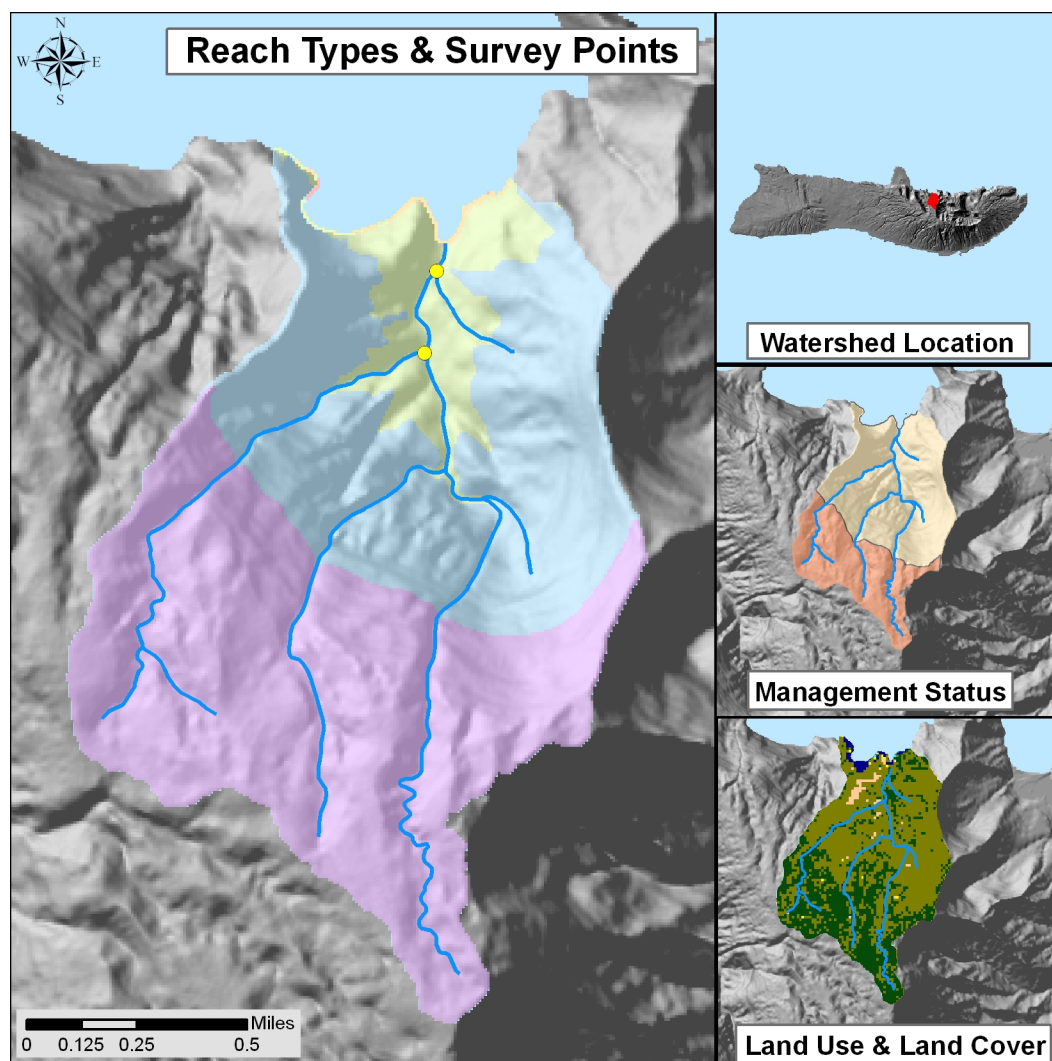 N
W E
S
Reach Types & Survey Points
Miles
0 0.125 0.25 0.5
Watershed Location
Management Status
Land Use & Land Cover